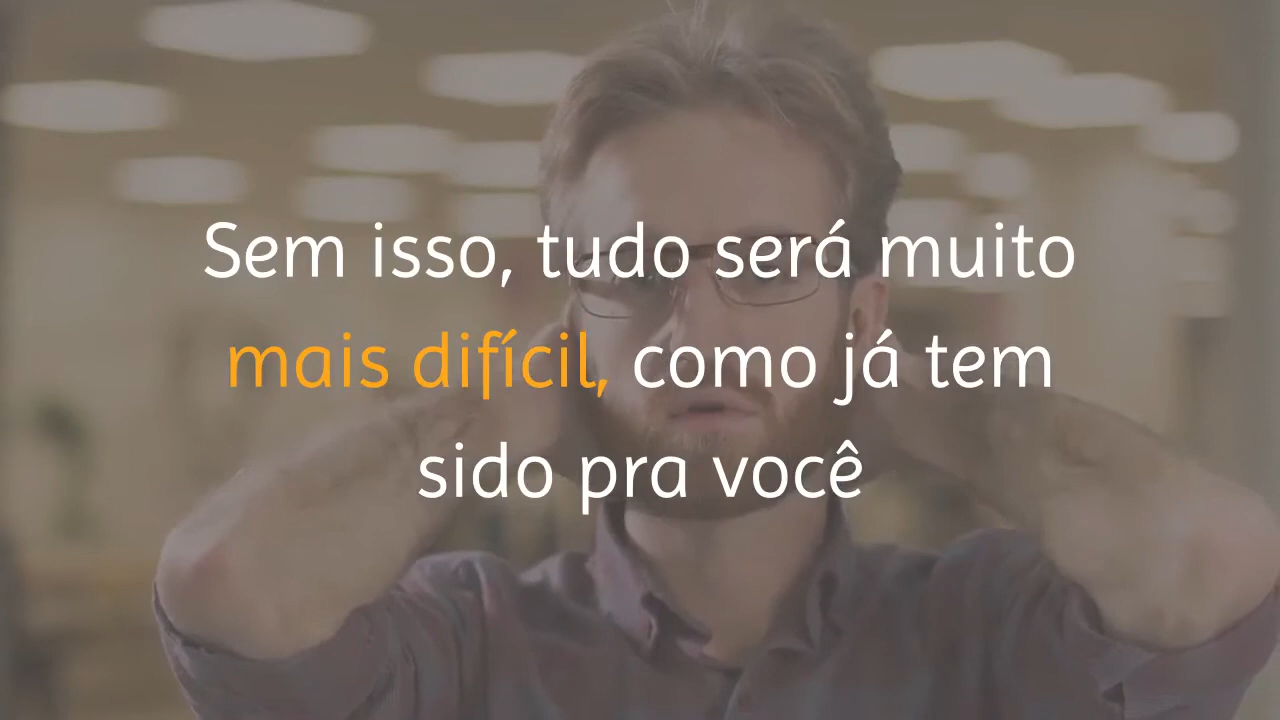 Sem isso, tudo será muito
mais difícil, como já tem
sido pra você